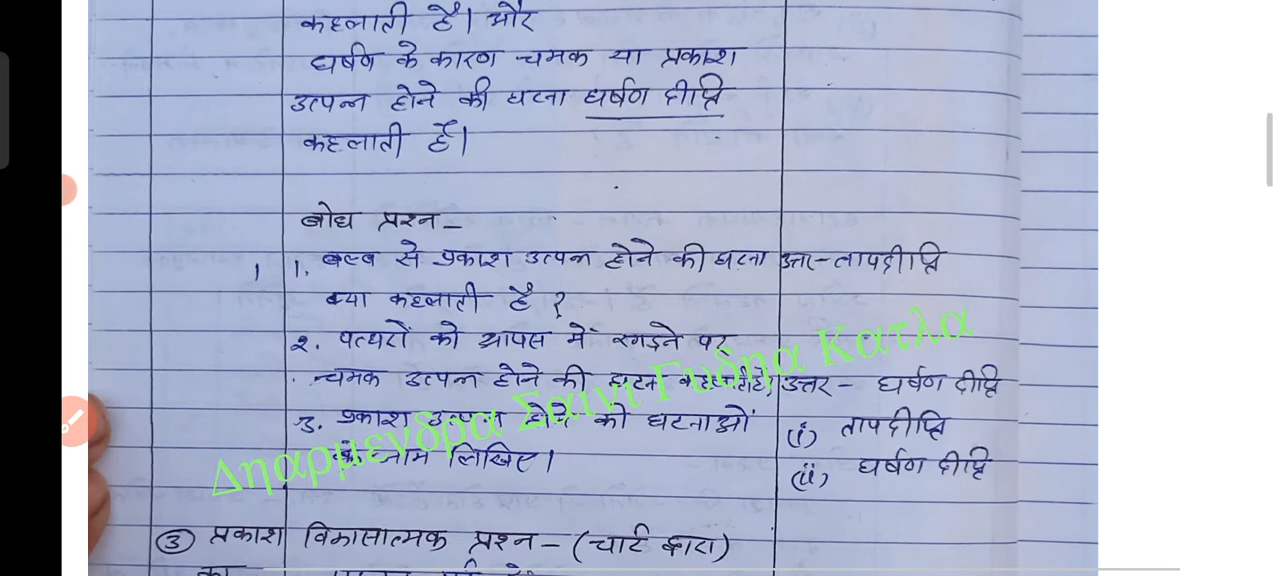 कहलाती है। और
घर्षण के कारण चमक या प्रकाश
उत्पन्न होने की घटना घर्षण दीप्ति
कहलाती है।
बोध प्रश्न–
1. बल्ब से प्रकाश उत्पन्न होने की घटना उत्तर–तापदीप्ति
क्या कहलाती है?
2. पत्थरों को आपस में रगड़ने पर
चमक उत्पन्न होने की घटना कहलाती है? उत्तर – घर्षण दीप्ति
3. प्रकाश उत्पन्न होने की घटनाओं (i) तापदीप्ति
के नाम लिखिए। (ii) घर्षण दीप्ति
Δηαρμενδρα Σαινι Γυδηα Κατλα
③ प्रकाश विकासात्मक प्रश्न – (चार्ट द्वारा)
का